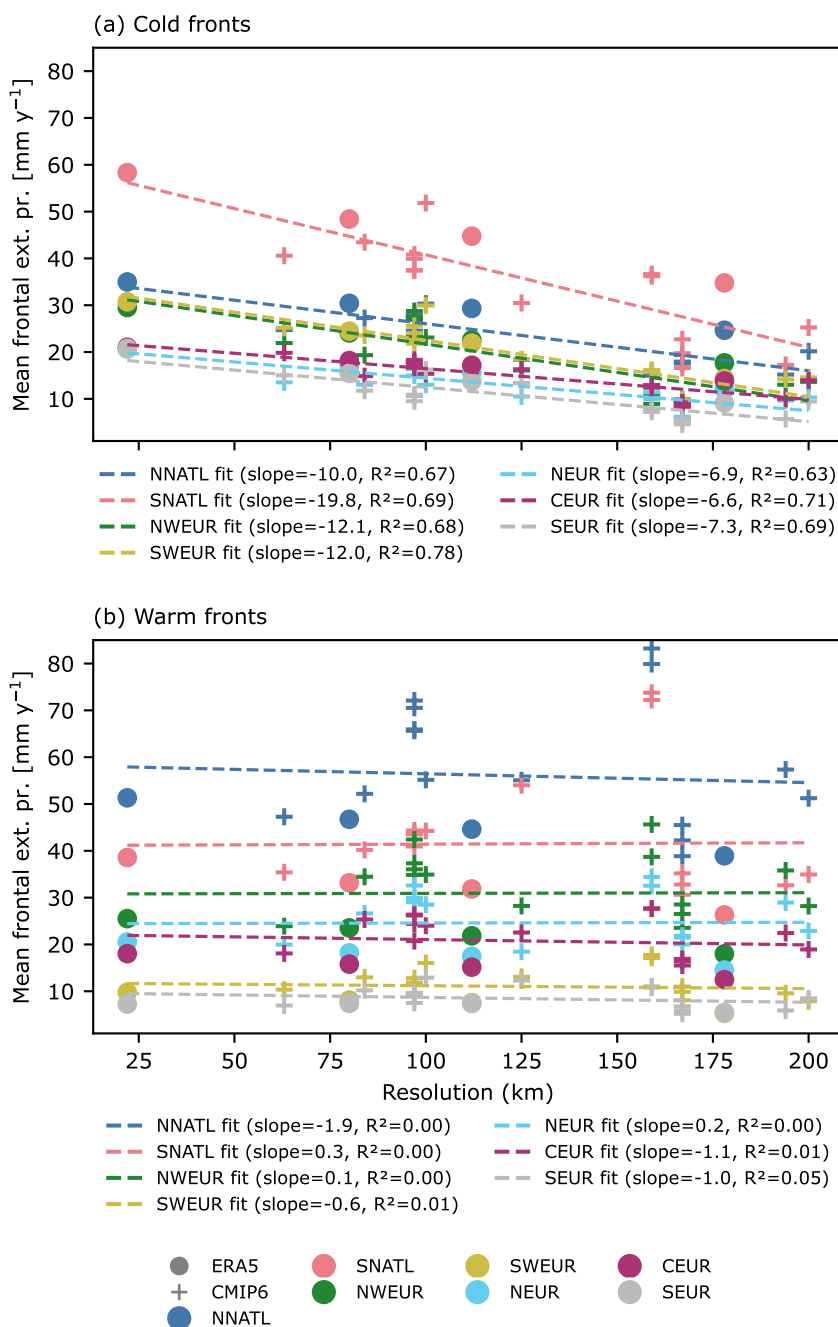 (a) Cold fronts
Mean frontal ext. pr. [mm y⁻¹]
80
70
60
50
40
30
20
10
NNATL fit (slope=-10.0, R²=0.67)
SNATL fit (slope=-19.8, R²=0.69)
NWEUR fit (slope=-12.1, R²=0.68)
SWEUR fit (slope=-12.0, R²=0.78)
NEUR fit (slope=-6.9, R²=0.63)
CEUR fit (slope=-6.6, R²=0.71)
SEUR fit (slope=-7.3, R²=0.69)
(b) Warm fronts
Mean frontal ext. pr. [mm y⁻¹]
80
70
60
50
40
30
20
10
25 50 75 100 125 150 175 200
Resolution (km)
NNATL fit (slope=-1.9, R²=0.00)
SNATL fit (slope=0.3, R²=0.00)
NWEUR fit (slope=0.1, R²=0.00)
SWEUR fit (slope=-0.6, R²=0.01)
NEUR fit (slope=0.2, R²=0.00)
CEUR fit (slope=-1.1, R²=0.01)
SEUR fit (slope=-1.0, R²=0.05)
ERA5
CMIP6
NNATL
SNATL
NWEUR
SWEUR
NEUR
CEUR
SEUR